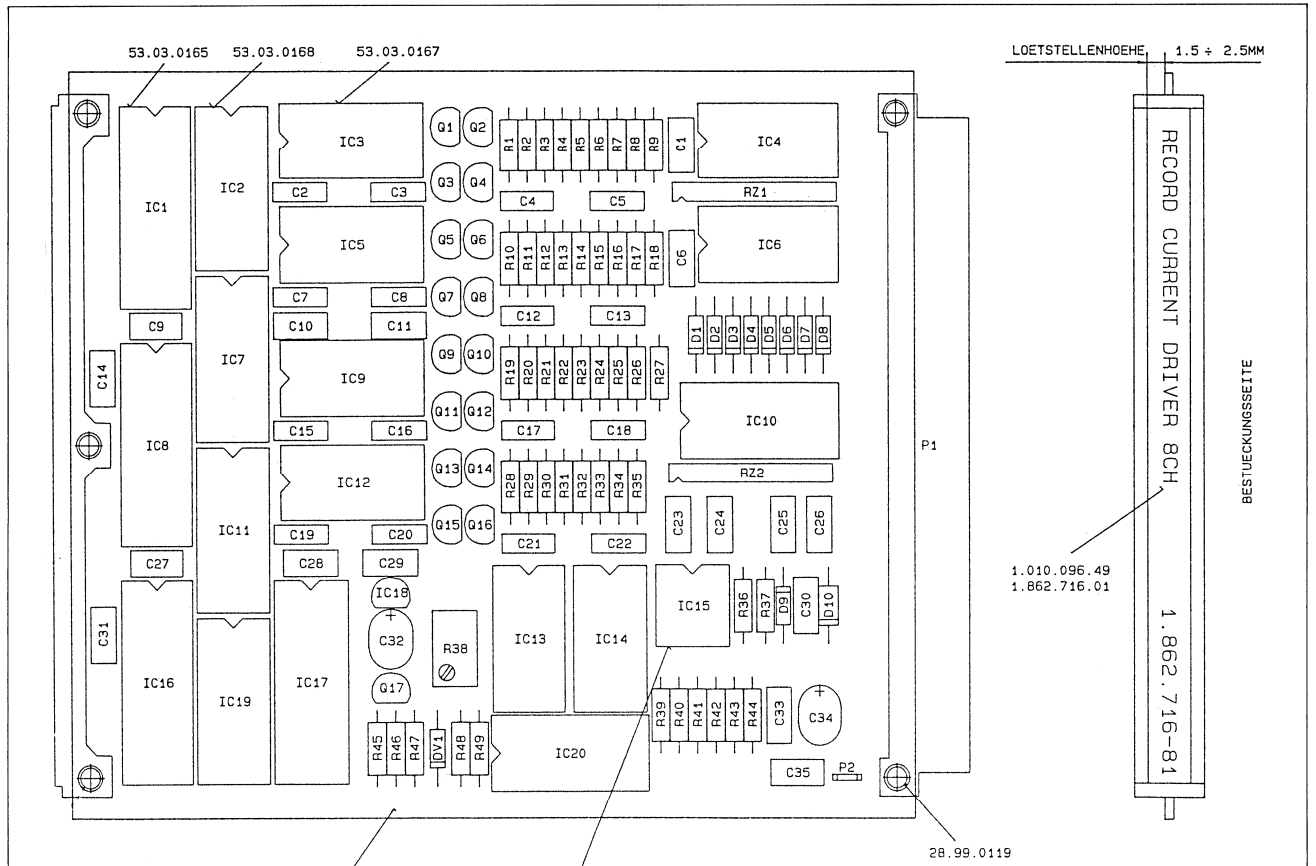 53.03.0165 53.03.0168 53.03.0167
LOETSTELLENHOEHE 1.5 ÷ 2.5MM
Q1 Q2
IC3
R1 R2 R3 R4 R5 R6 R7 R8 R9
C1
IC4
IC2
Q3 Q4
C2 C3
C4 C5
RZ1
IC1
IC5
Q5 Q6
R10 R11 R12 R13 R14 R15 R16 R17 R18
C6
IC6
C7 C8
Q7 Q8
C9
C10 C11
C12 C13
D1 D2 D3 D4 D5 D6 D7 D8
IC7
Q9 Q10
C14
IC9
R19 R20 R21 R22 R23 R24 R25 R26 R27
Q11 Q12
IC10
IC8
C15 C16
C17 C18
P1
Q13 Q14
RZ2
IC12
R28 R29 R30 R31 R32 R33 R34 R35
IC11
Q15 Q16
C23 C24 C25 C26
C19 C20
C21 C22
C27 C28 C29
IC18
IC13 IC14 IC15
R36 R37 D9 C30 D10
C31
C32
R38
IC16 IC19 IC17
Q17
R39 R40 R41 R42 R43 R44
C33
C34
R45 R46 R47 DV1 R48 R49
IC20
C35
P2
28.99.0119
RECORD CURRENT DRIVER 8CH 1.862.716-81
BESTUECKUNGSSEITE
1.010.096.49
1.862.716.01